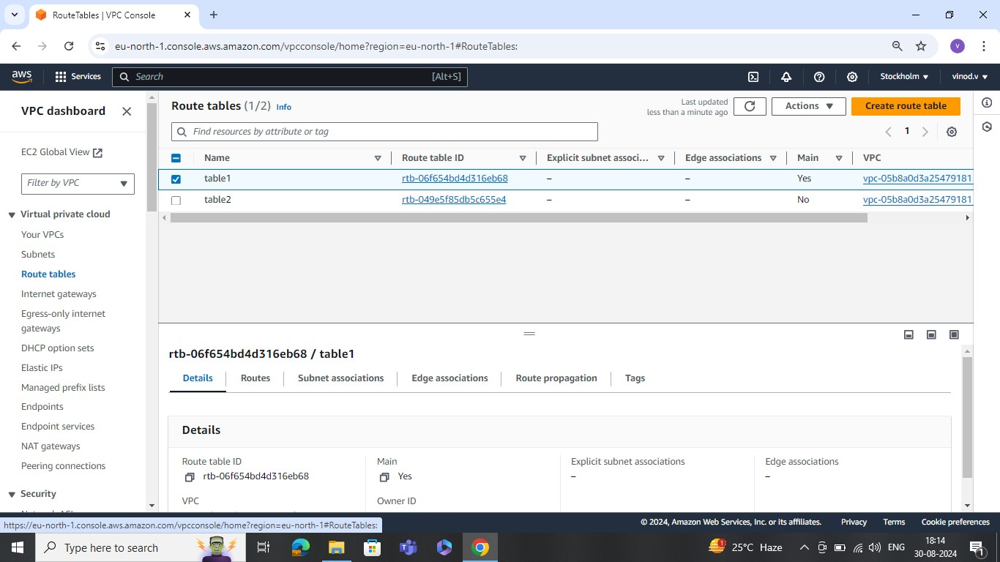 RouteTables | VPC Console
eu-north-1.console.aws.amazon.com/vpcconsole/home?region=eu-north-1#RouteTables:
V
aws
Services
Search
[Alt+S]
Stockholm
vinod.v
VPC dashboard
EC2 Global View
Filter by VPC
Virtual private cloud
Your VPCs
Subnets
Route tables
Internet gateways
Egress-only internet
gateways
DHCP option sets
Elastic IPs
Managed prefix lists
Endpoints
Endpoint services
NAT gateways
Peering connections
Security
Route tables (1/2) Info
Last updated
less than a minute ago
Actions
Create route table
Find resources by attribute or tag
1
Name Route table ID Explicit subnet associ... Edge associations Main VPC
table1 rtb-06f654bd4d316eb68 – – Yes vpc-05b8a0d3a25479181
table2 rtb-049e5f85db5c655e4 – – No vpc-05b8a0d3a25479181
rtb-06f654bd4d316eb68 / table1
Details Routes Subnet associations Edge associations Route propagation Tags
Details
Route table ID Main Explicit subnet associations Edge associations
rtb-06f654bd4d316eb68 Yes – –
VPC Owner ID
https://eu-north-1.console.aws.amazon.com/vpcconsole/home?region=eu-north-1#RouteTables:
© 2024, Amazon Web Services, Inc. or its affiliates. Privacy Terms Cookie preferences
Type here to search
1
25°C Haze
ENG
18:14
30-08-2024
1